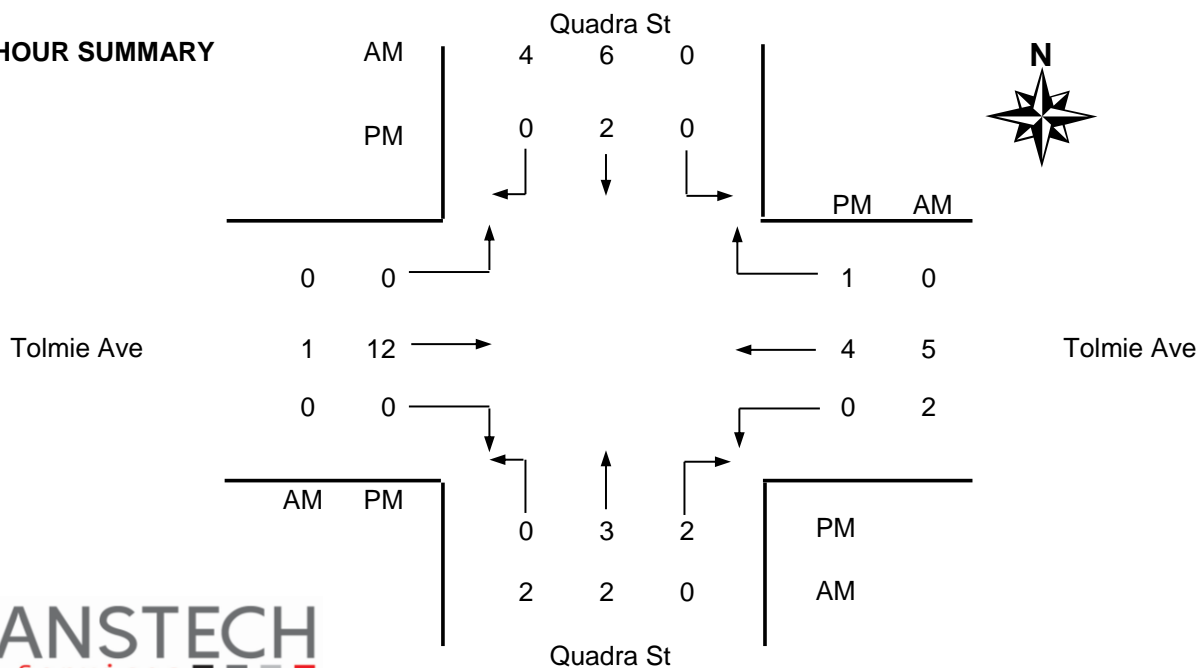 Quadra St
HOUR SUMMARY AM 4 6 0 N
PM 0 2 0
PM AM
0 0 1 0
Tolmie Ave 1 12 4 5 Tolmie Ave
0 0 0 2
AM PM
0 3 2 PM
2 2 0 AM
ANSTECH
Quadra St